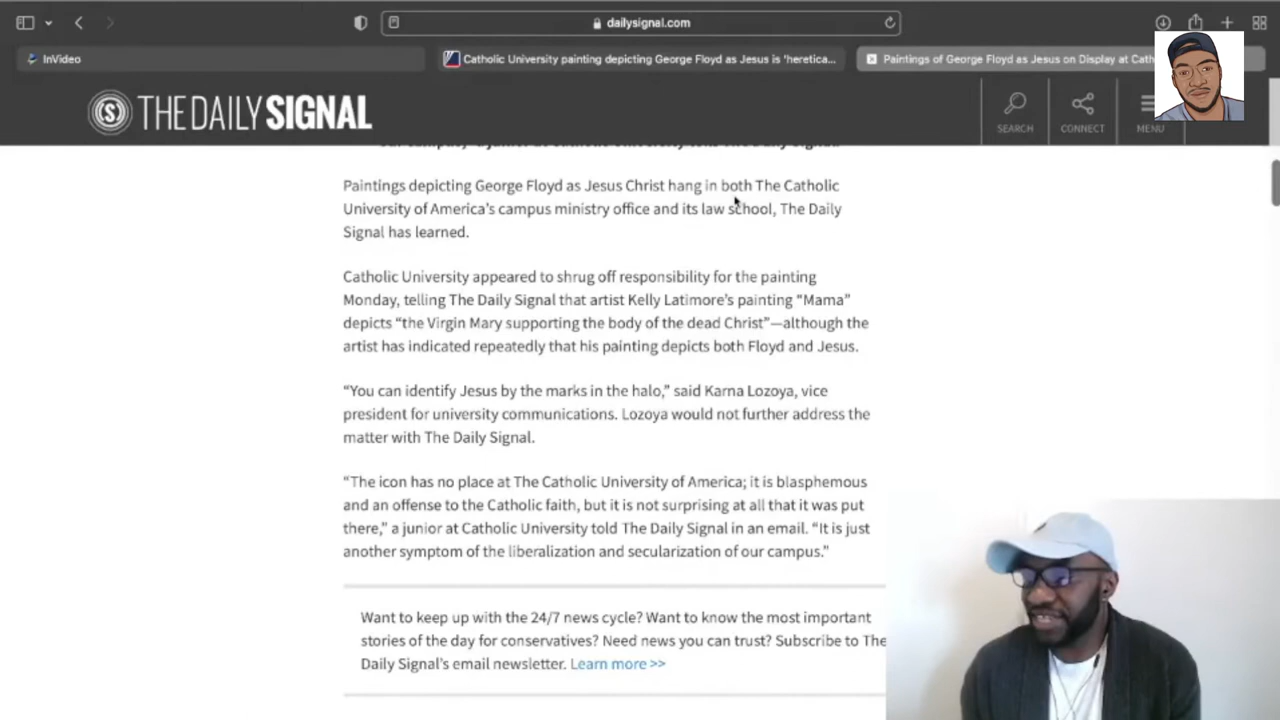 dailysignal.com
InVideo
Catholic University painting depicting George Floyd as Jesus is 'heretica...
Paintings of George Floyd as Jesus on Display at Cath
THE DAILY SIGNAL
SEARCH
CONNECT
MENU
Paintings depicting George Floyd as Jesus Christ hang in both The Catholic
University of America's campus ministry office and its law school, The Daily
Signal has learned.
Catholic University appeared to shrug off responsibility for the painting
Monday, telling The Daily Signal that artist Kelly Latimore's painting “Mama”
depicts “the Virgin Mary supporting the body of the dead Christ”—although the
artist has indicated repeatedly that his painting depicts both Floyd and Jesus.
“You can identify Jesus by the marks in the halo,” said Karna Lozoya, vice
president for university communications. Lozoya would not further address the
matter with The Daily Signal.
“The icon has no place at The Catholic University of America; it is blasphemous
and an offense to the Catholic faith, but it is not surprising at all that it was put
there,” a junior at Catholic University told The Daily Signal in an email. “It is just
another symptom of the liberalization and secularization of our campus.”
Want to keep up with the 24/7 news cycle? Want to know the most important
stories of the day for conservatives? Need news you can trust? Subscribe to The
Daily Signal's email newsletter. Learn more >>